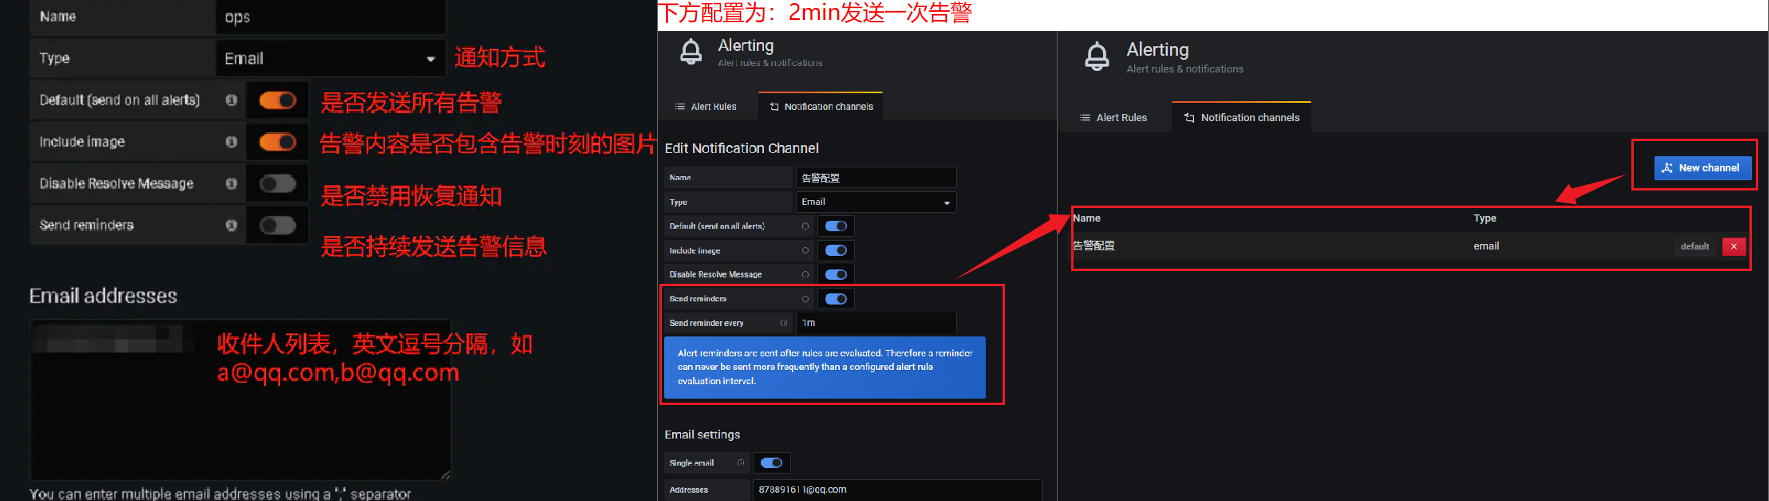 Name
ops
Type
Email
通知方式
Default (send on all alerts)
是否发送所有告警
Include image
告警内容是否包含告警时刻的图片
Disable Resolve Message
是否禁用恢复通知
Send reminders
是否持续发送告警信息
Email addresses
收件人列表，英文逗号分隔，如
a@qq.com,b@qq.com
You can enter multiple email addresses using a ";" separator
下方配置为：2min发送一次告警
Alerting
Alert rules & notifications
Alert Rules
Notification channels
Edit Notification Channel
Name
告警配置
Type
Email
Default (send on all alerts)
Include image
Disable Resolve Message
Send reminders
Send reminder every
1m
Alert reminders are sent after rules are evaluated. Therefore a reminder
can never be sent more frequently than a configured alert rule
evaluation interval.
Email settings
Single email
Addresses
878891611@qq.com
Alerting
Alert rules & notifications
Alert Rules
Notification channels
New channel
Name
Type
告警配置
email
default